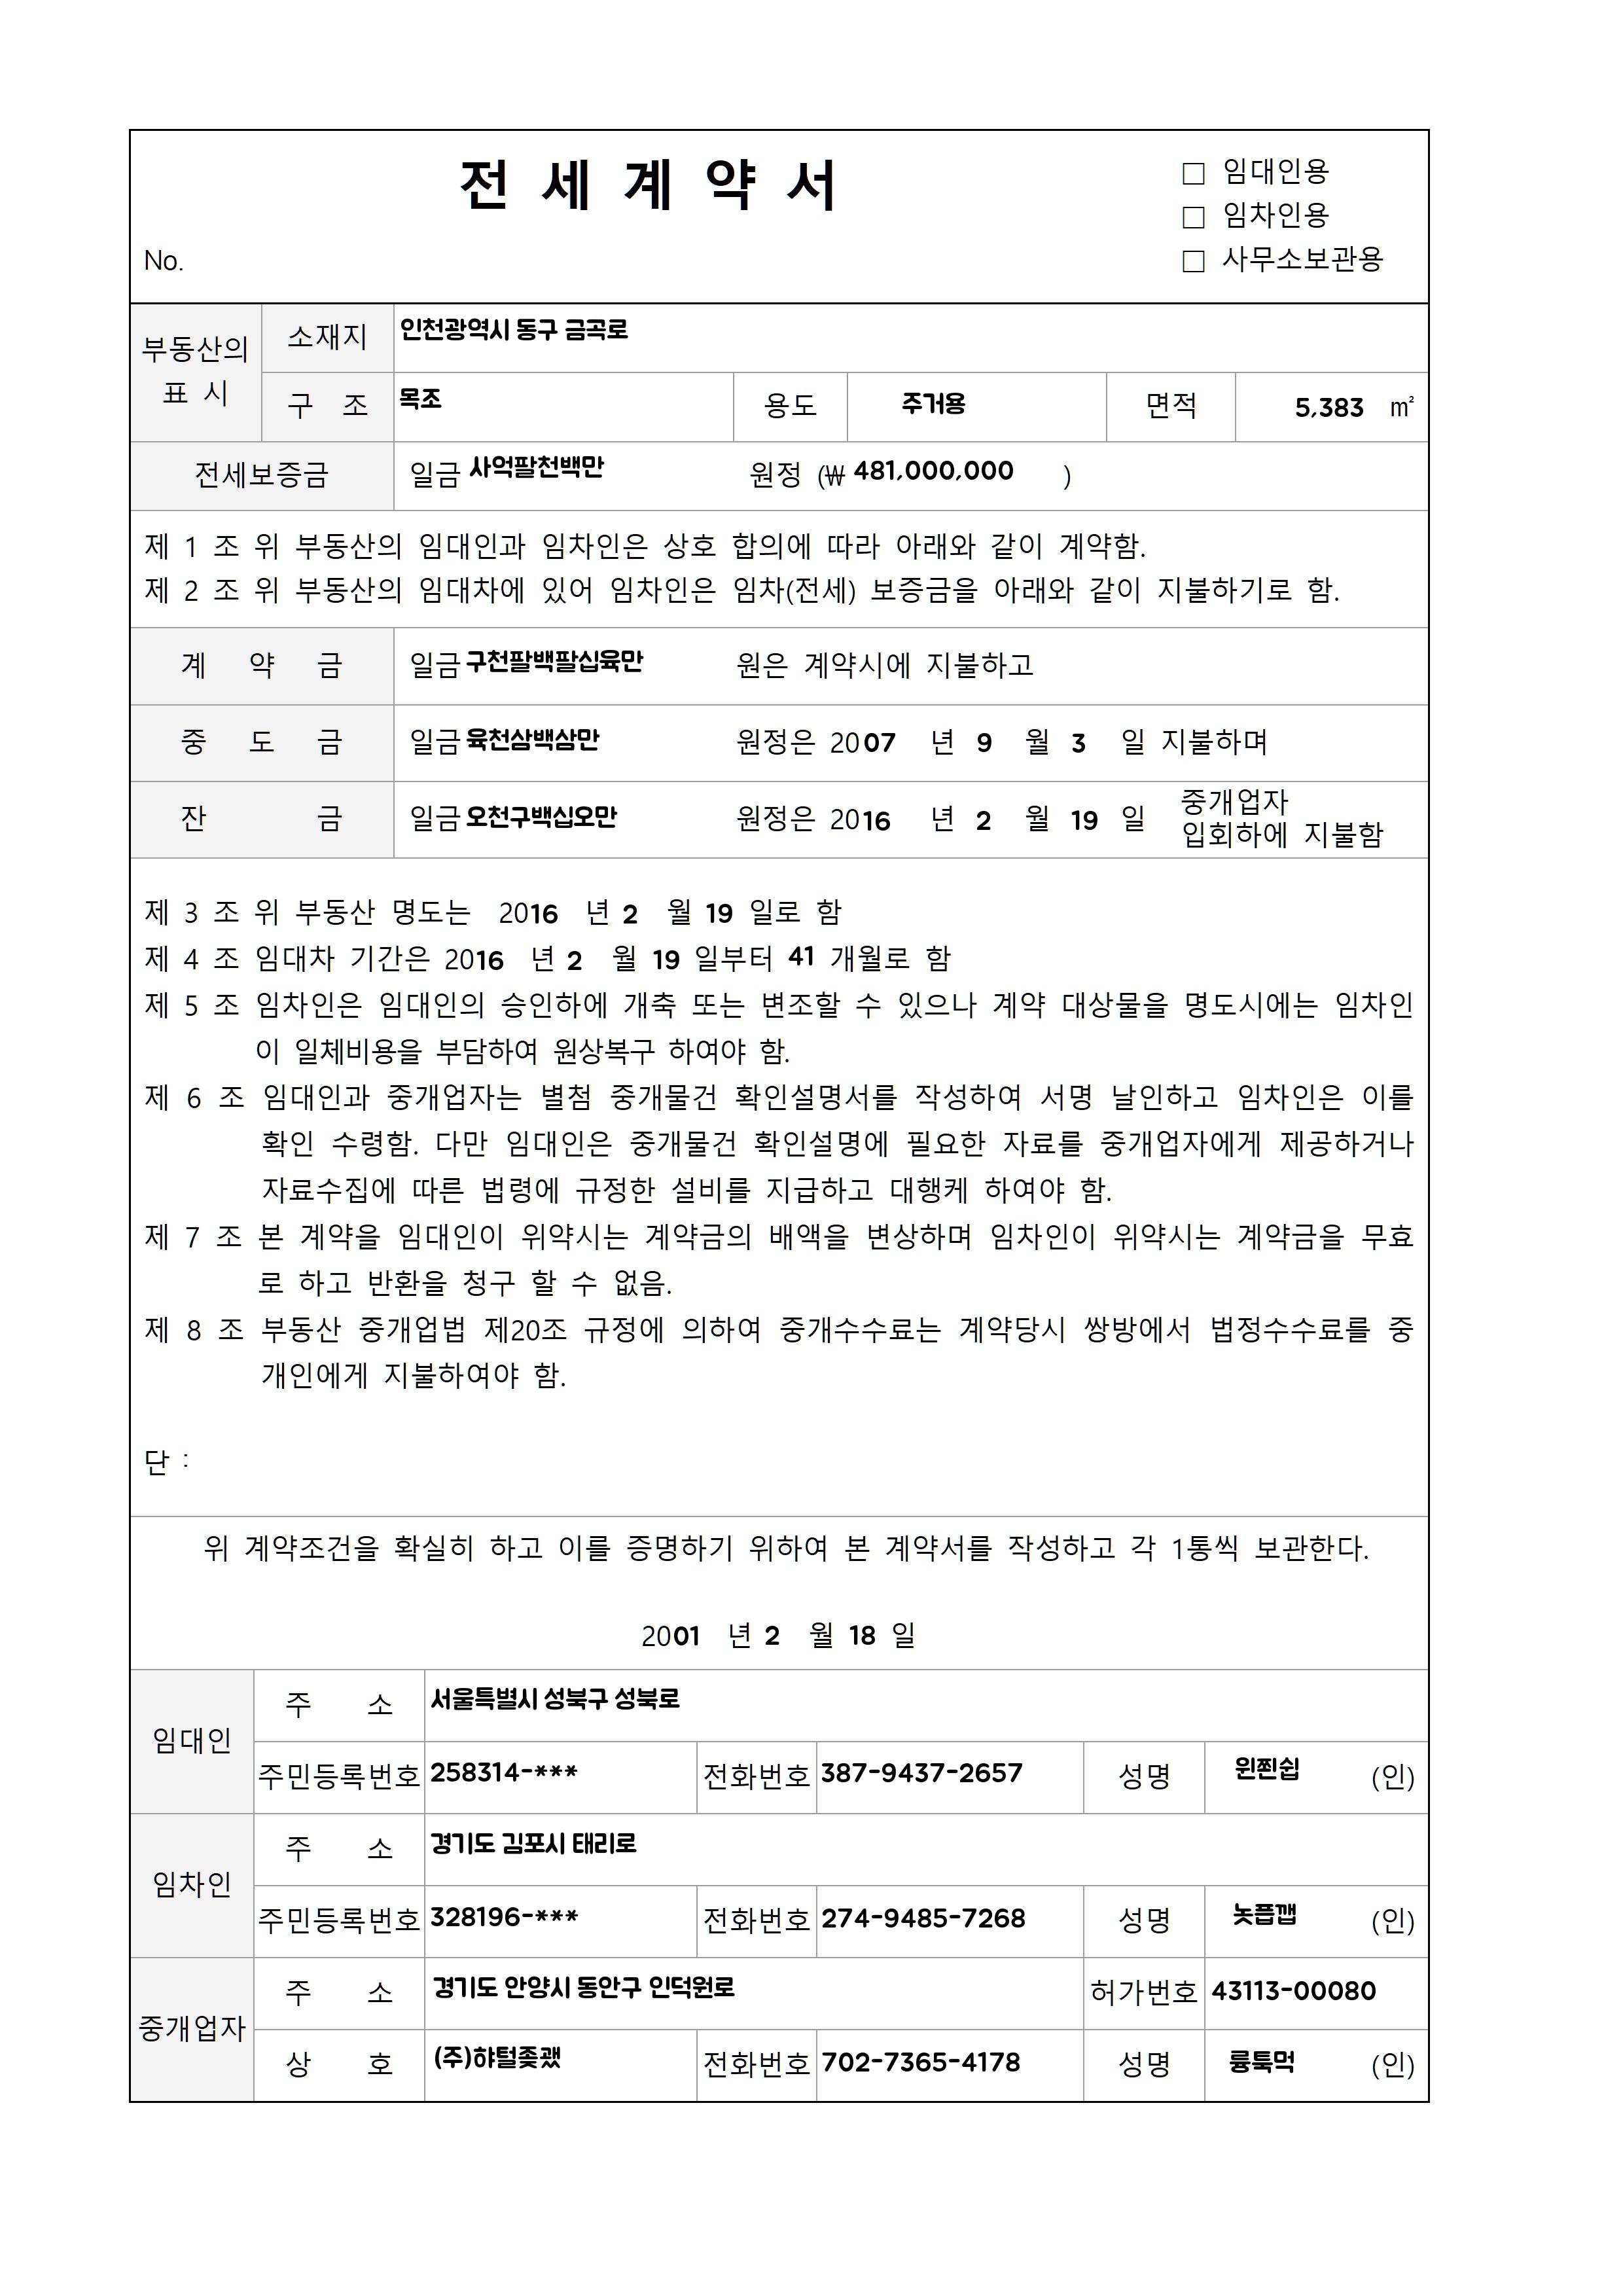 전 세 계 약 서
□ 임대인용
□ 임차인용
□ 사무소보관용
No.
부동산의 표 시
소재지 인천광역시 동구 금곡로
구 조 목조 용도 주거용 면적 5,383 ㎡
전세보증금 일금 사억팔천백만 원정 (₩ 481,000,000 )
제 1 조 위 부동산의 임대인과 임차인은 상호 합의에 따라 아래와 같이 계약함.
제 2 조 위 부동산의 임대차에 있어 임차인은 임차(전세) 보증금을 아래와 같이 지불하기로 함.
계 약 금 일금 구천팔백팔십육만 원은 계약시에 지불하고
중 도 금 일금 육천삼백삼만 원정은 2007 년 9 월 3 일 지불하며
잔 금 일금 오천구백십오만 원정은 2016 년 2 월 19 일 중개업자
입회하에 지불함
제 3 조 위 부동산 명도는 2016 년 2 월 19 일로 함
제 4 조 임대차 기간은 2016 년 2 월 19 일부터 41 개월로 함
제 5 조 임차인은 임대인의 승인하에 개축 또는 변조할 수 있으나 계약 대상물을 명도시에는 임차인
이 일체비용을 부담하여 원상복구 하여야 함.
제 6 조 임대인과 중개업자는 별첨 중개물건 확인설명서를 작성하여 서명 날인하고 임차인은 이를
확인 수령함. 다만 임대인은 중개물건 확인설명에 필요한 자료를 중개업자에게 제공하거나
자료수집에 따른 법령에 규정한 설비를 지급하고 대행케 하여야 함.
제 7 조 본 계약을 임대인이 위약시는 계약금의 배액을 변상하며 임차인이 위약시는 계약금을 무효
로 하고 반환을 청구 할 수 없음.
제 8 조 부동산 중개업법 제20조 규정에 의하여 중개수수료는 계약당시 쌍방에서 법정수수료를 중
개인에게 지불하여야 함.
단 :
위 계약조건을 확실히 하고 이를 증명하기 위하여 본 계약서를 작성하고 각 1통씩 보관한다.
2001 년 2 월 18 일
임대인
주 소 서울특별시 성북구 성북로
주민등록번호 258314-*** 전화번호 387-9437-2657 성명 윈쬔쉽 (인)
임차인
주 소 경기도 김포시 태리로
주민등록번호 328196-*** 전화번호 274-9485-7268 성명 놋픕깹 (인)
중개업자
주 소 경기도 안양시 동안구 인덕원로 허가번호 43113-00080
상 호 전화번호 702-7365-4178 성명 륭툭먹 (인)